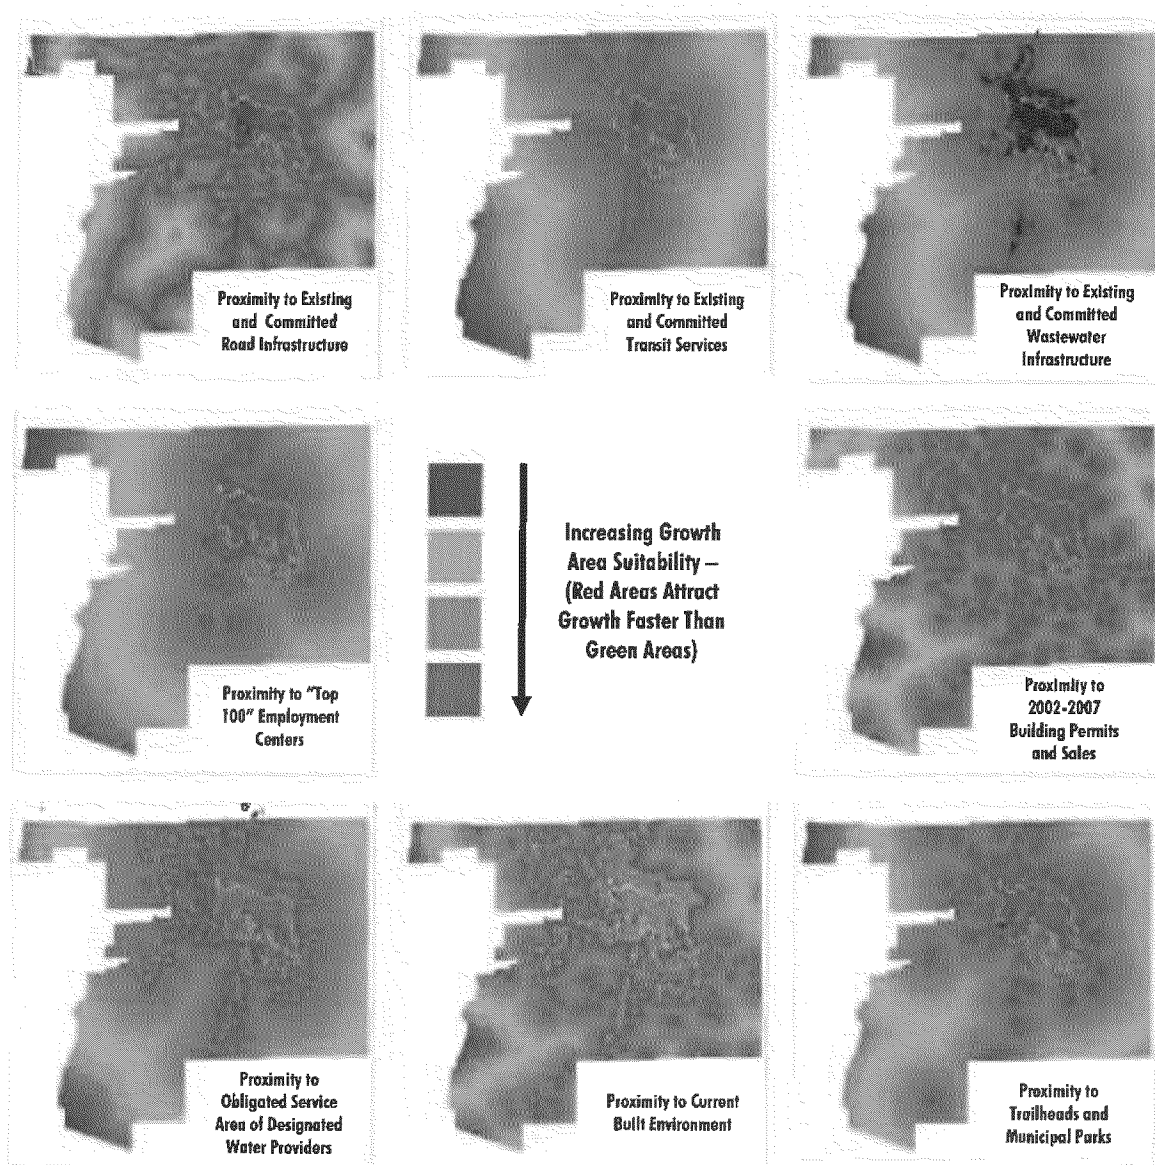 Proximity to Existing
and Committed
Road Infrastructure
Proximity to Existing
and Committed
Transit Services
Proximity to Existing
and Committed
Wastewater
Infrastructure
Proximity to "Top
100" Employment
Centers
Increasing Growth
Area Suitability –
(Red Areas Attract
Growth Faster Than
Green Areas)
Proximity to
2002-2007
Building Permits
and Sales
Proximity to
Obligated Service
Area of Designated
Water Providers
Proximity to Current
Built Environment
Proximity to
Trailheads and
Municipal Parks